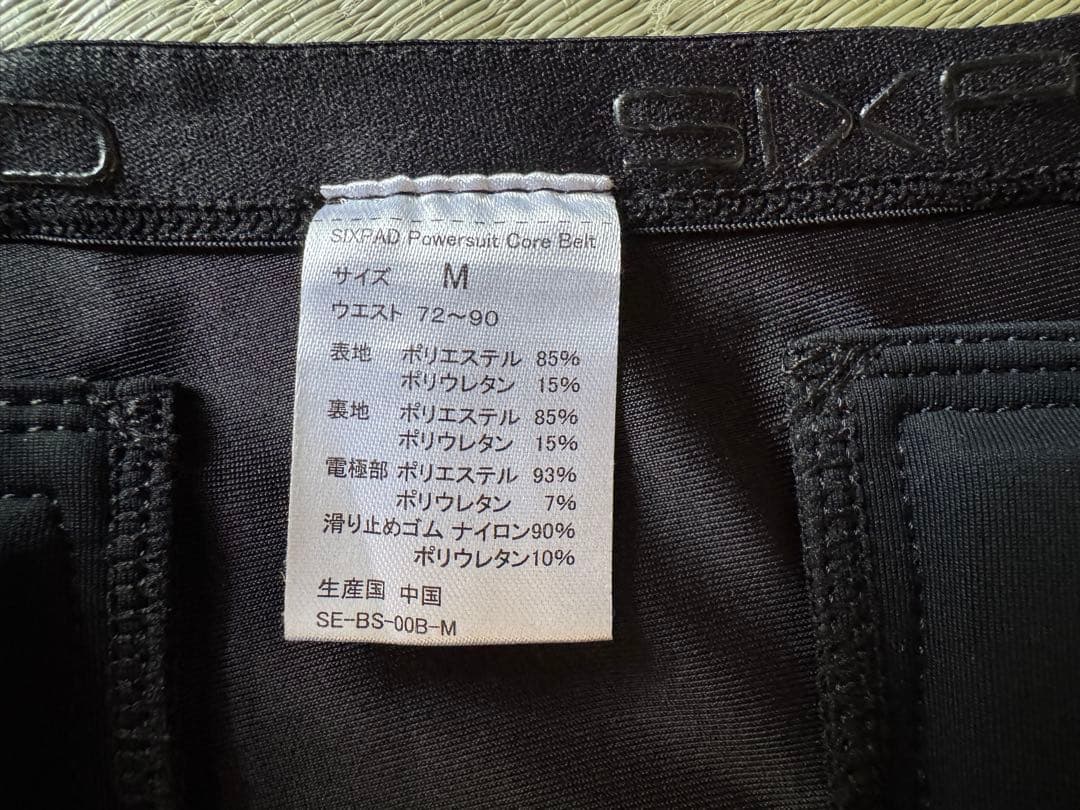 D SIXPA
SIXPAD Powersuit Core Belt
サイズ M
ウエスト 72～90
表地 ポリエステル 85%
ポリウレタン 15%
裏地 ポリエステル 85%
ポリウレタン 15%
電極部 ポリエステル 93%
ポリウレタン 7%
滑り止めゴム ナイロン90%
ポリウレタン10%
生産国 中国
SE-BS-00B-M